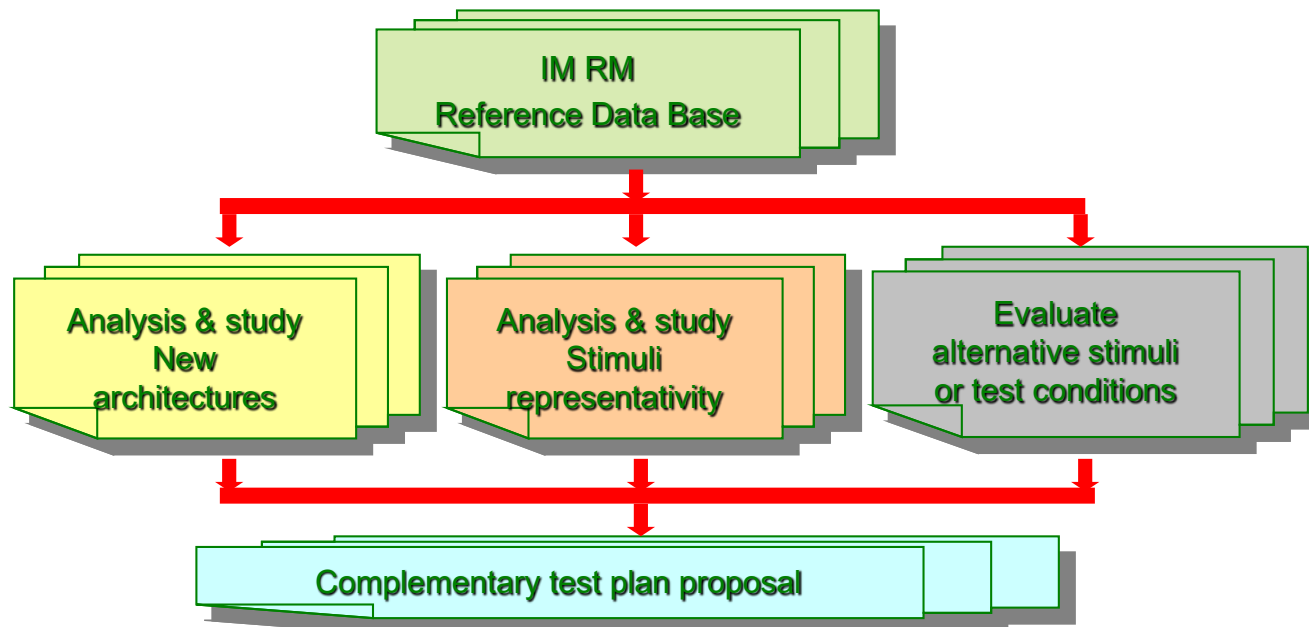 IM RM
Reference Data Base
Analysis & study
New
architectures
Analysis & study
Stimuli
representativity
Evaluate
alternative stimuli
or test conditions
Complementary test plan proposal